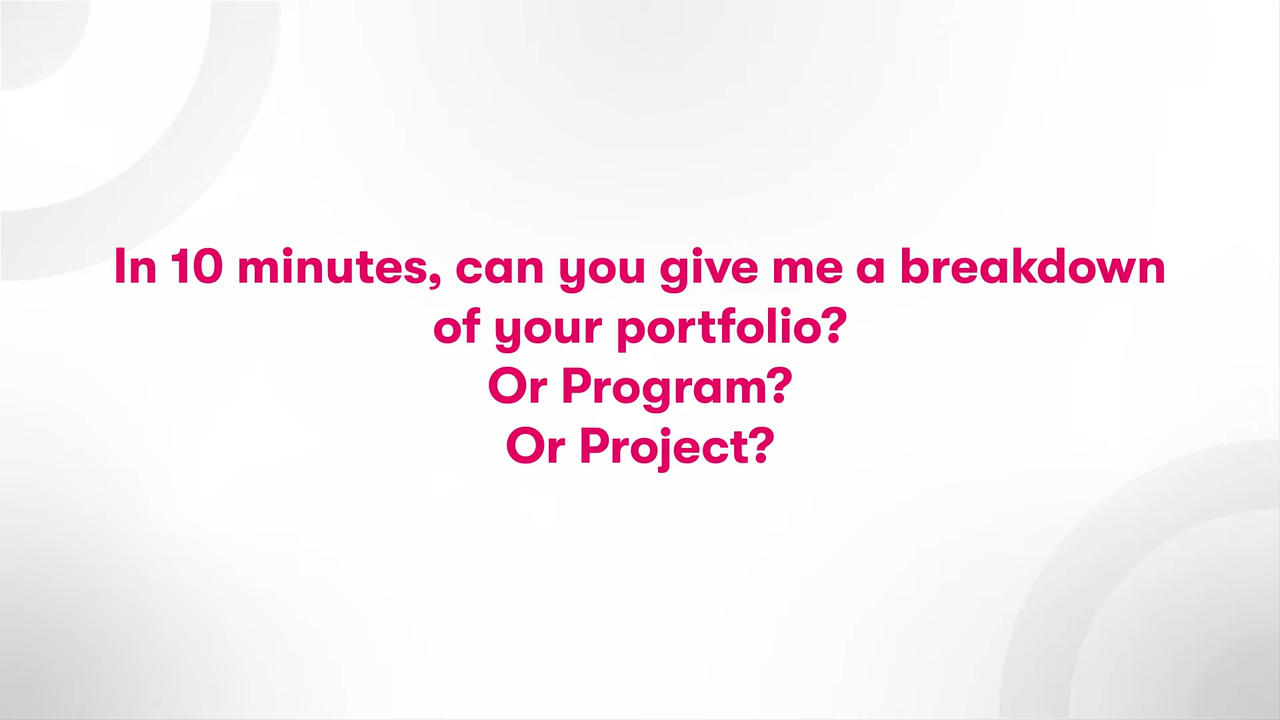 In 10 minutes, can you give me a breakdown
of your portfolio?
Or Program?
Or Project?